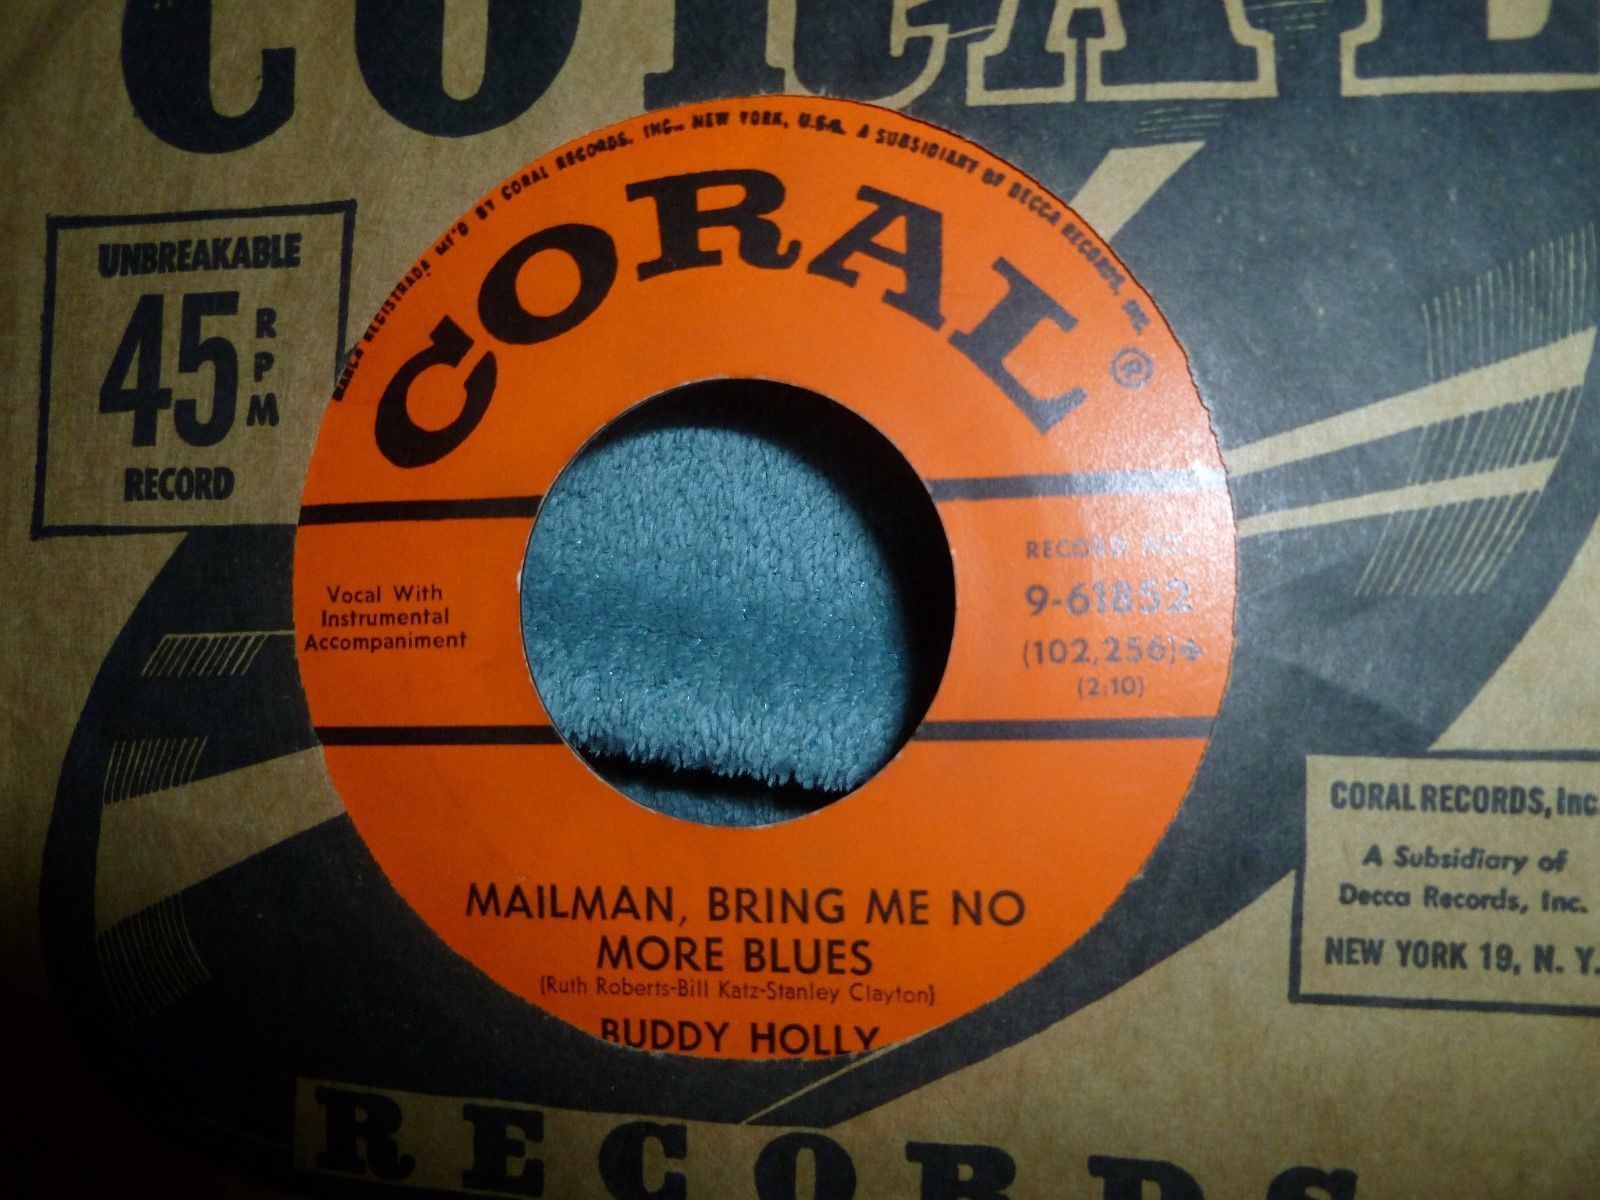 CORAL
UNBREAKABLE
45 RPM
RECORD
MARCA REGISTRADA MF'D BY CORAL RECORDS, INC., NEW YORK, U.S.A. A SUBSIDIARY OF DECCA RECORDS, INC.
CORAL®
Vocal With
Instrumental
Accompaniment
RECORD NO.
9-61852
(102,256)
(2:10)
MAILMAN, BRING ME NO
MORE BLUES
(Ruth Roberts-Bill Katz-Stanley Clayton)
BUDDY HOLLY
CORAL RECORDS, Inc.
A Subsidiary of
Decca Records, Inc.
NEW YORK 19, N. Y.
RECORDS